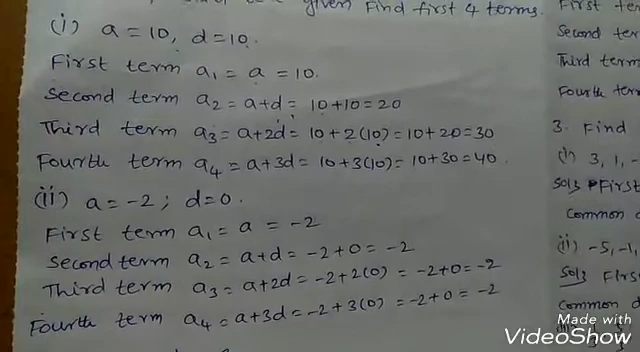 given Find first 4 terms.
(i) a = 10, d = 10.
First term a₁ = a = 10.
Second term a₂ = a+d = 10+10 = 20
Third term a₃ = a+2d = 10+2(10) = 10+20 = 30
Fourth term a₄ = a+3d = 10+3(10) = 10+30 = 40.
(ii) a = -2; d = 0.
First term a₁ = a = -2
Second term a₂ = a+d = -2+0 = -2
Third term a₃ = a+2d = -2+2(0) = -2+0 = -2
Fourth term a₄ = a+3d = -2+3(0) = -2+0 = -2
First ter
Second ter
Third term
Fourth term
3. Find
(i) 3, 1, -
First
Common d
(ii) -5, -1,
First
Common d
Made with
VideoShow